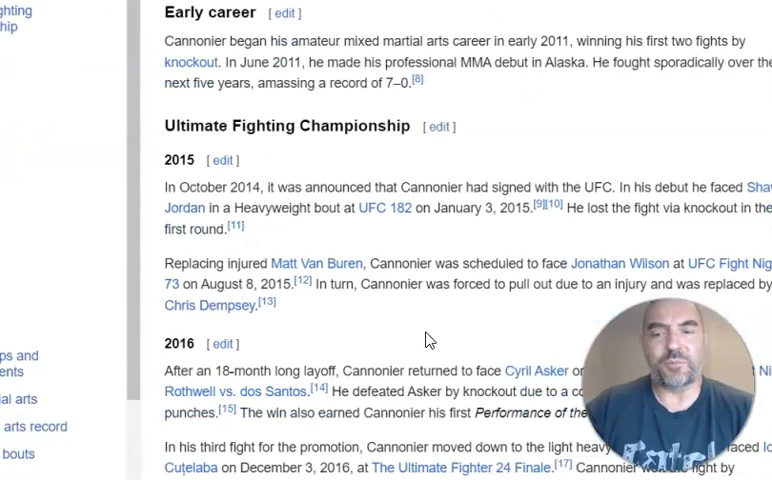 ghting
hip
Early career [ edit ]
Cannonier began his amateur mixed martial arts career in early 2011, winning his first two fights by
knockout. In June 2011, he made his professional MMA debut in Alaska. He fought sporadically over the
next five years, amassing a record of 7–0.[8]
Ultimate Fighting Championship [ edit ]
2015 [ edit ]
In October 2014, it was announced that Cannonier had signed with the UFC. In his debut he faced Sha
Jordan in a Heavyweight bout at UFC 182 on January 3, 2015.[9][10] He lost the fight via knockout in the
first round.[11]
Replacing injured Matt Van Buren, Cannonier was scheduled to face Jonathan Wilson at UFC Fight Nig
73 on August 8, 2015.[12] In turn, Cannonier was forced to pull out due to an injury and was replaced by
Chris Dempsey.[13]
2016 [ edit ]
ps and
ents
After an 18-month long layoff, Cannonier returned to face Cyril Asker on t Ni
ial arts
Rothwell vs. dos Santos.[14] He defeated Asker by knockout due to a co
punches.[15] The win also earned Cannonier his first Performance of the
arts record
In his third fight for the promotion, Cannonier moved down to the light heavy faced Io
bouts
Cuțelaba on December 3, 2016, at The Ultimate Fighter 24 Finale.[17] Cannonier fight by